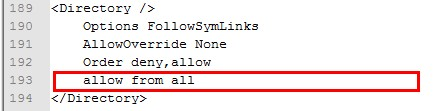 189 <Directory />
190     Options FollowSymLinks
191     AllowOverride None
192     Order deny,allow
193     allow from all
194 </Directory>